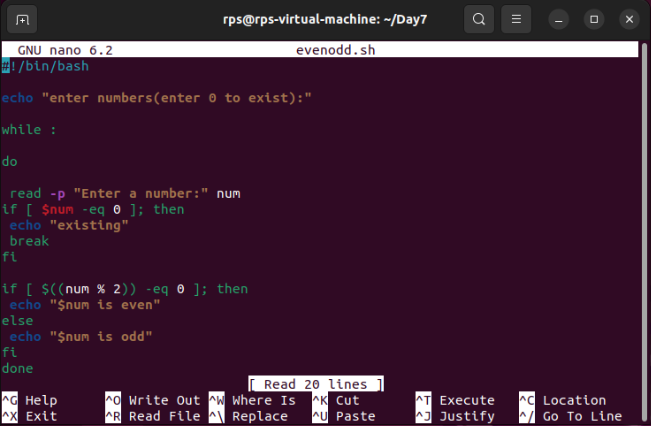 rps@rps-virtual-machine: ~/Day7
GNU nano 6.2 evenodd.sh
#!/bin/bash
echo "enter numbers(enter 0 to exist):"
while :
do
read -p "Enter a number:" num
if [ $num -eq 0 ]; then
echo "existing"
break
fi
if [ $((num % 2)) -eq 0 ]; then
echo "$num is even"
else
echo "$num is odd"
fi
done
[ Read 20 lines ]
^G Help ^O Write Out ^W Where Is ^K Cut ^T Execute ^C Location
^X Exit ^R Read File ^\ Replace ^U Paste ^J Justify ^/ Go To Line